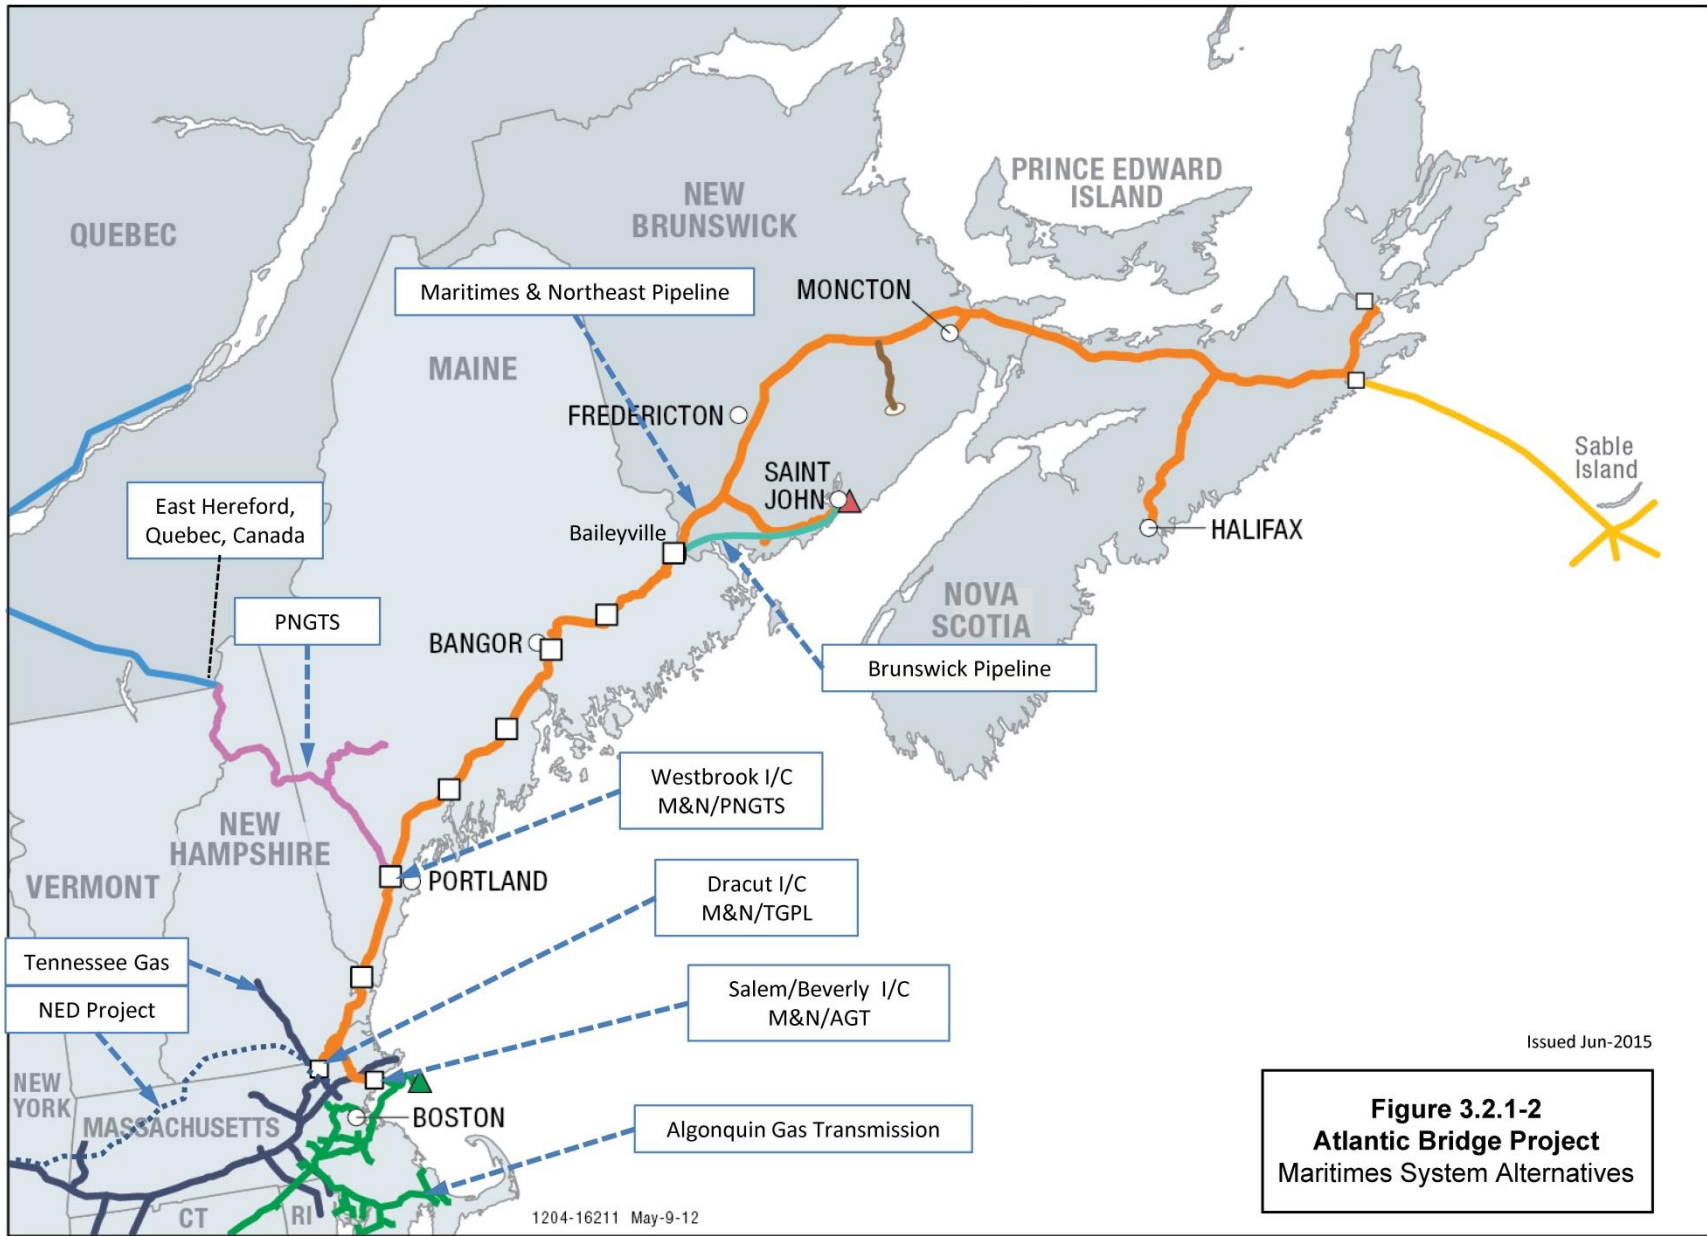 QUEBEC
NEW
BRUNSWICK
PRINCE EDWARD
ISLAND
Maritimes & Northeast Pipeline
MONCTON
MAINE
FREDERICTON
SAINT
JOHN
Sable
Island
East Hereford,
Quebec, Canada
Baileyville
HALIFAX
PNGTS
BANGOR
NOVA
SCOTIA
Brunswick Pipeline
Westbrook I/C
M&N/PNGTS
NEW
HAMPSHIRE
VERMONT
PORTLAND
Dracut I/C
M&N/TGPL
Tennessee Gas
NED Project
Salem/Beverly I/C
M&N/AGT
Issued Jun-2015
NEW
YORK
MASSACHUSETTS
BOSTON
Algonquin Gas Transmission
Figure 3.2.1-2
Atlantic Bridge Project
Maritimes System Alternatives
CT
RI
1204-16211 May-9-12